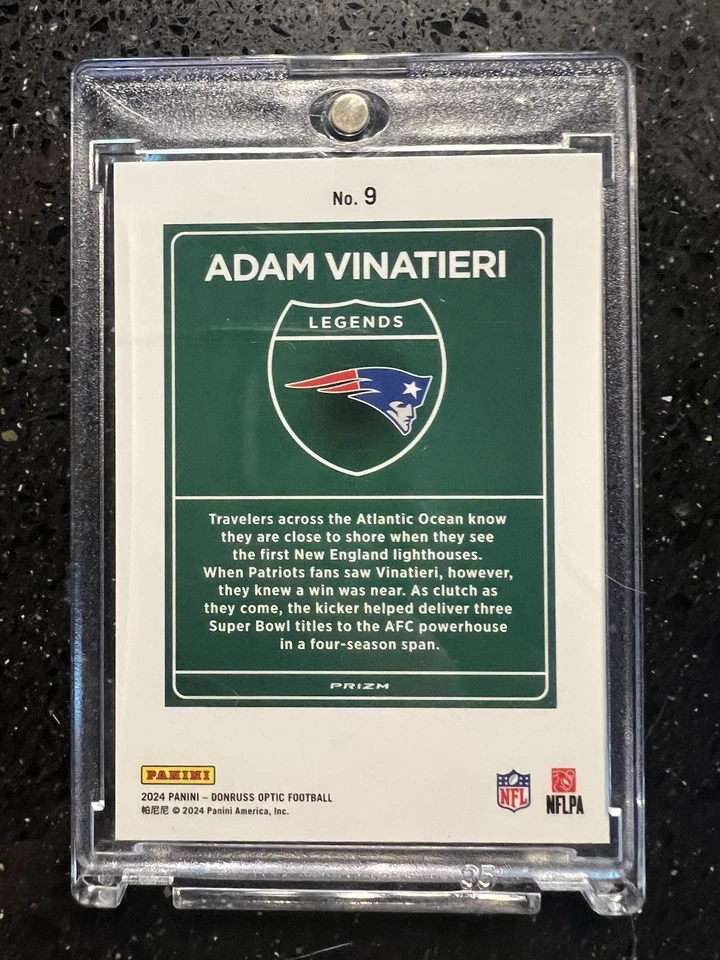 No. 9
ADAM VINATIERI
LEGENDS
Travelers across the Atlantic Ocean know
they are close to shore when they see
the first New England lighthouses.
When Patriots fans saw Vinatieri, however,
they knew a win was near. As clutch as
they come, the kicker helped deliver three
Super Bowl titles to the AFC powerhouse
in a four-season span.
PRIZM
PANINI
2024 PANINI – DONRUSS OPTIC FOOTBALL
帕尼尼 © 2024 Panini America, Inc.
NFL
NFLPA
35